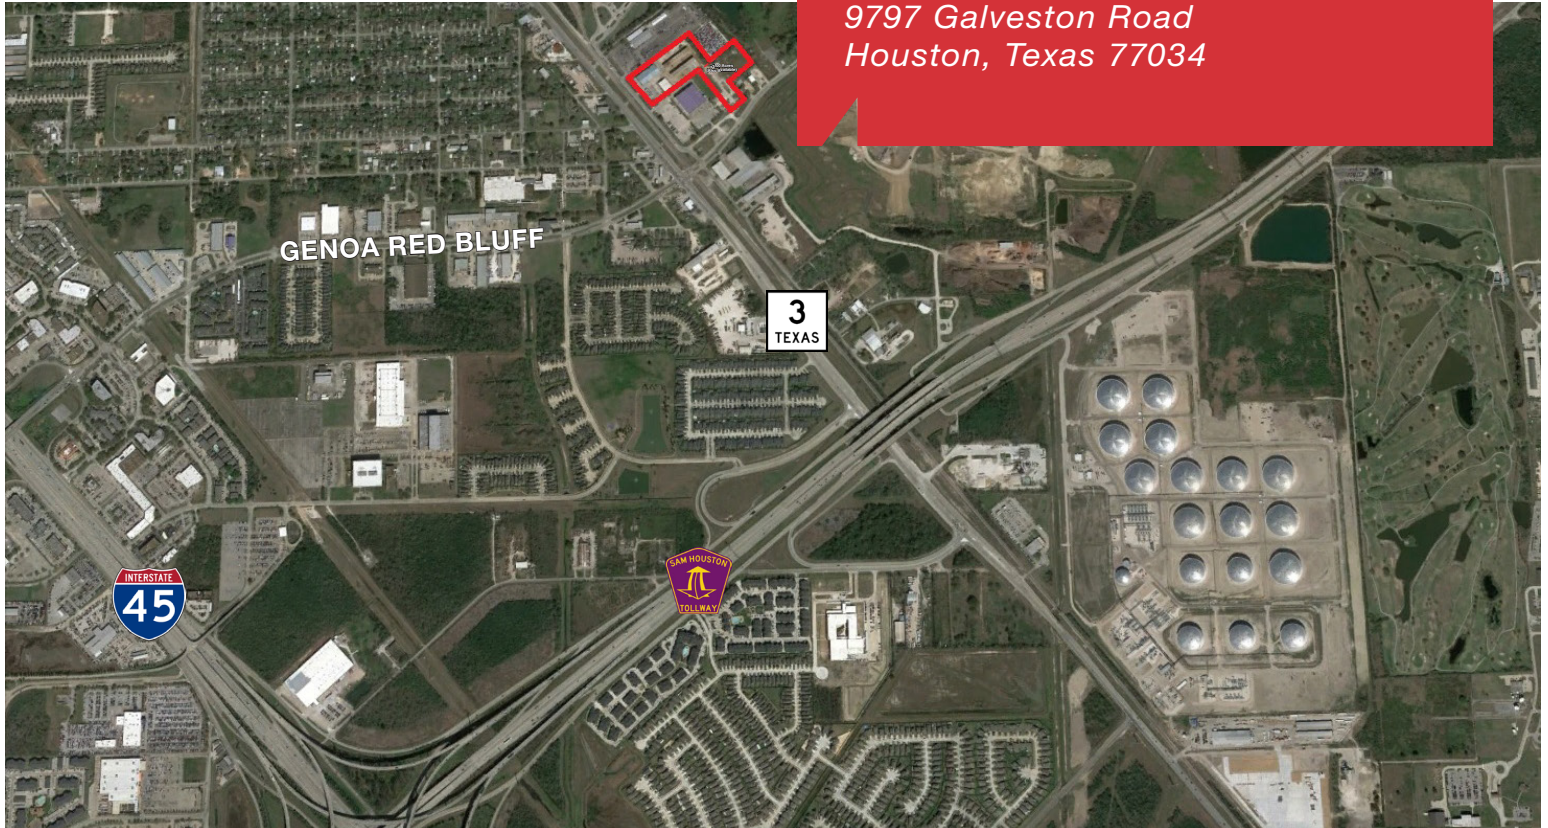 9797 Galveston Road
Houston, Texas 77034
GENOA RED BLUFF
3
TEXAS
SAM HOUSTON
TOLLWAY
INTERSTATE
45